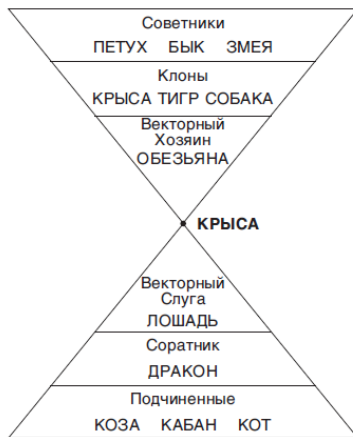 Советники
ПЕТУХ БЫК ЗМЕЯ
Клоны
КРЫСА ТИГР СОБАКА
Векторный
Хозяин
ОБЕЗЬЯНА
КРЫСА
Векторный
Слуга
ЛОШАДЬ
Соратник
ДРАКОН
Подчиненные
КОЗА КАБАН КОТ